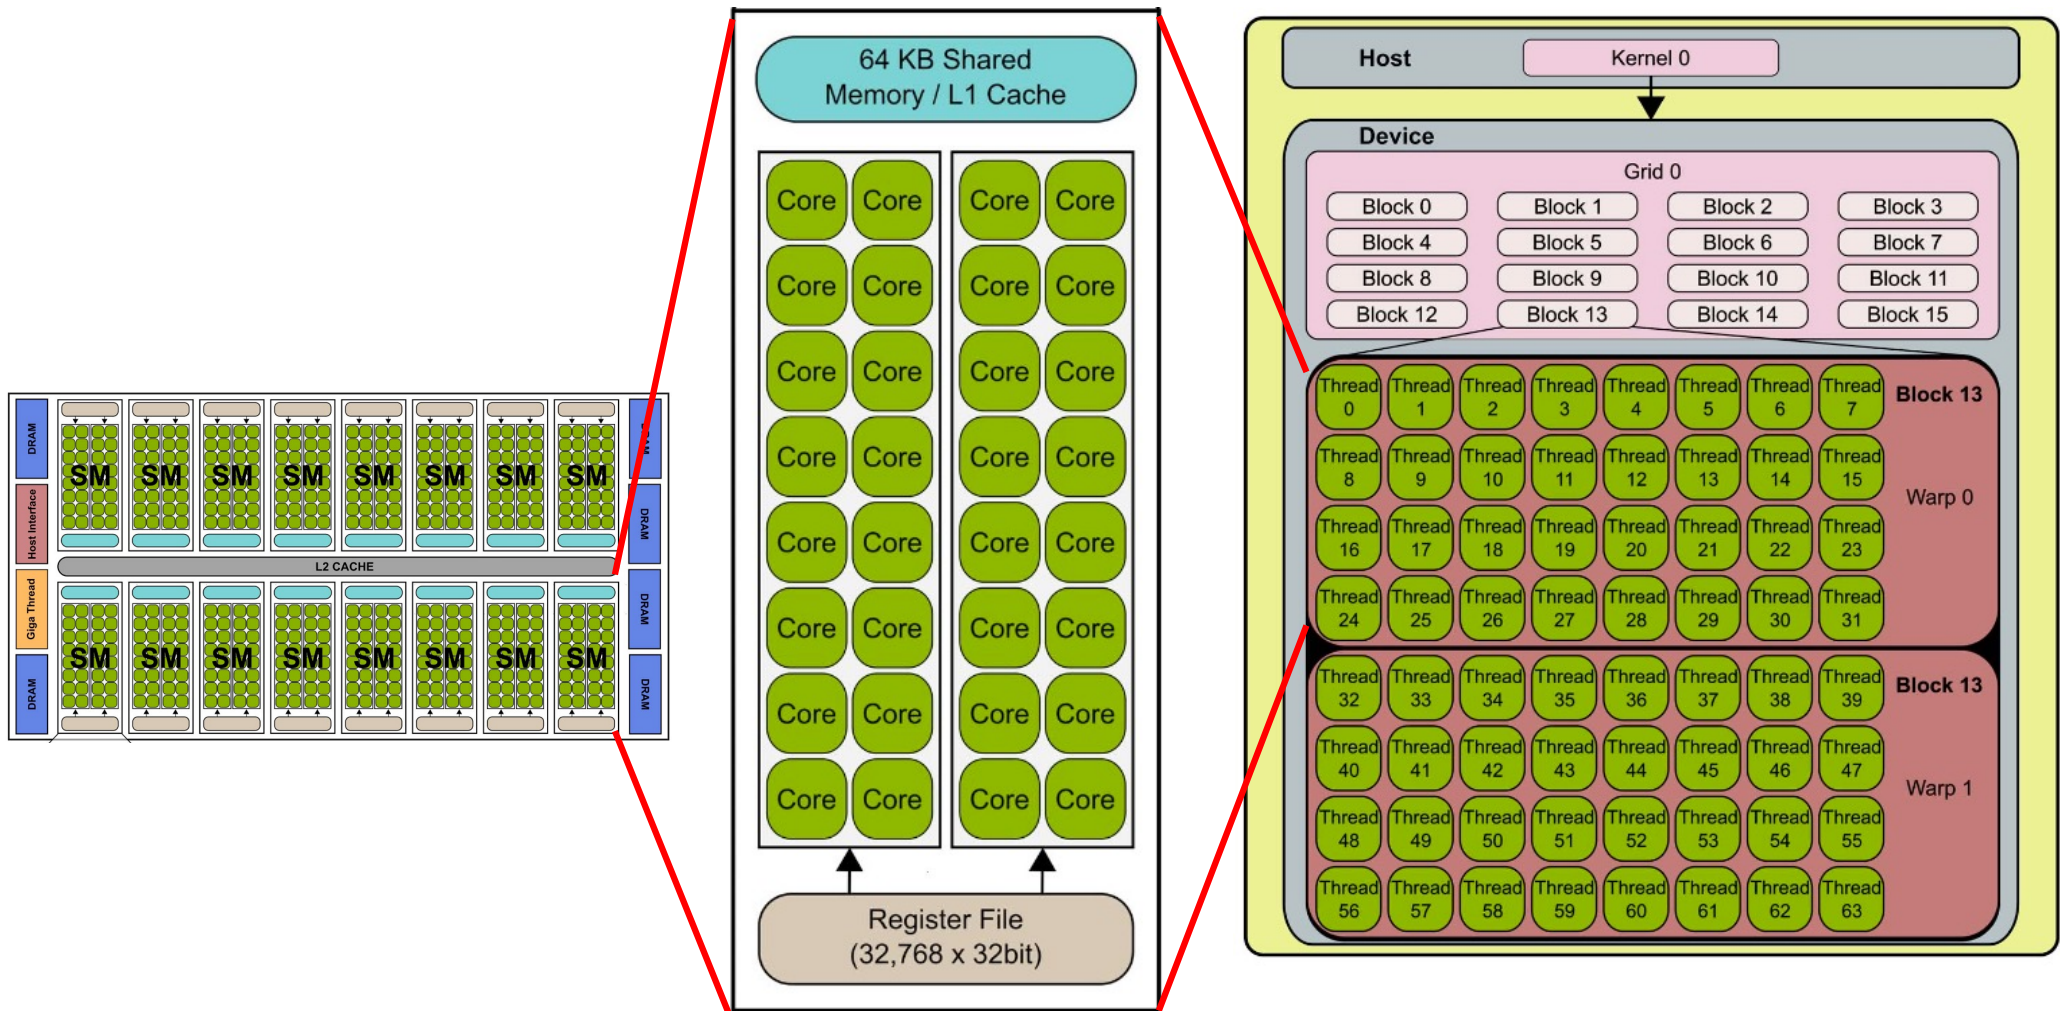 DRAM
Host Interface
Giga Thread
DRAM
SM SM SM SM SM SM SM SM
L2 CACHE
SM SM SM SM SM SM SM SM
DRAM
DRAM
DRAM
DRAM
64 KB Shared
Memory / L1 Cache
Core Core Core Core
Core Core Core Core
Core Core Core Core
Core Core Core Core
Core Core Core Core
Core Core Core Core
Core Core Core Core
Core Core Core Core
Register File
(32,768 x 32bit)
Host
Kernel 0
Device
Grid 0
Block 0 Block 1 Block 2 Block 3
Block 4 Block 5 Block 6 Block 7
Block 8 Block 9 Block 10 Block 11
Block 12 Block 13 Block 14 Block 15
Thread Thread Thread Thread Thread Thread Thread Thread
0 1 2 3 4 5 6 7
Block 13
Thread Thread Thread Thread Thread Thread Thread Thread
8 9 10 11 12 13 14 15
Warp 0
Thread Thread Thread Thread Thread Thread Thread Thread
16 17 18 19 20 21 22 23
Thread Thread Thread Thread Thread Thread Thread Thread
24 25 26 27 28 29 30 31
Thread Thread Thread Thread Thread Thread Thread Thread
32 33 34 35 36 37 38 39
Block 13
Thread Thread Thread Thread Thread Thread Thread Thread
40 41 42 43 44 45 46 47
Warp 1
Thread Thread Thread Thread Thread Thread Thread Thread
48 49 50 51 52 53 54 55
Thread Thread Thread Thread Thread Thread Thread Thread
56 57 58 59 60 61 62 63